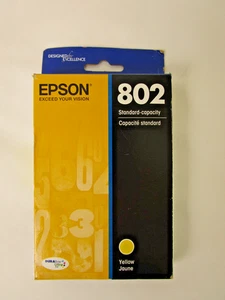 DESIGNED FOR EXCELLENCE
EPSON
EXCEED YOUR VISION
802
Standard-capacity
Capacité standard
Yellow
Jaune